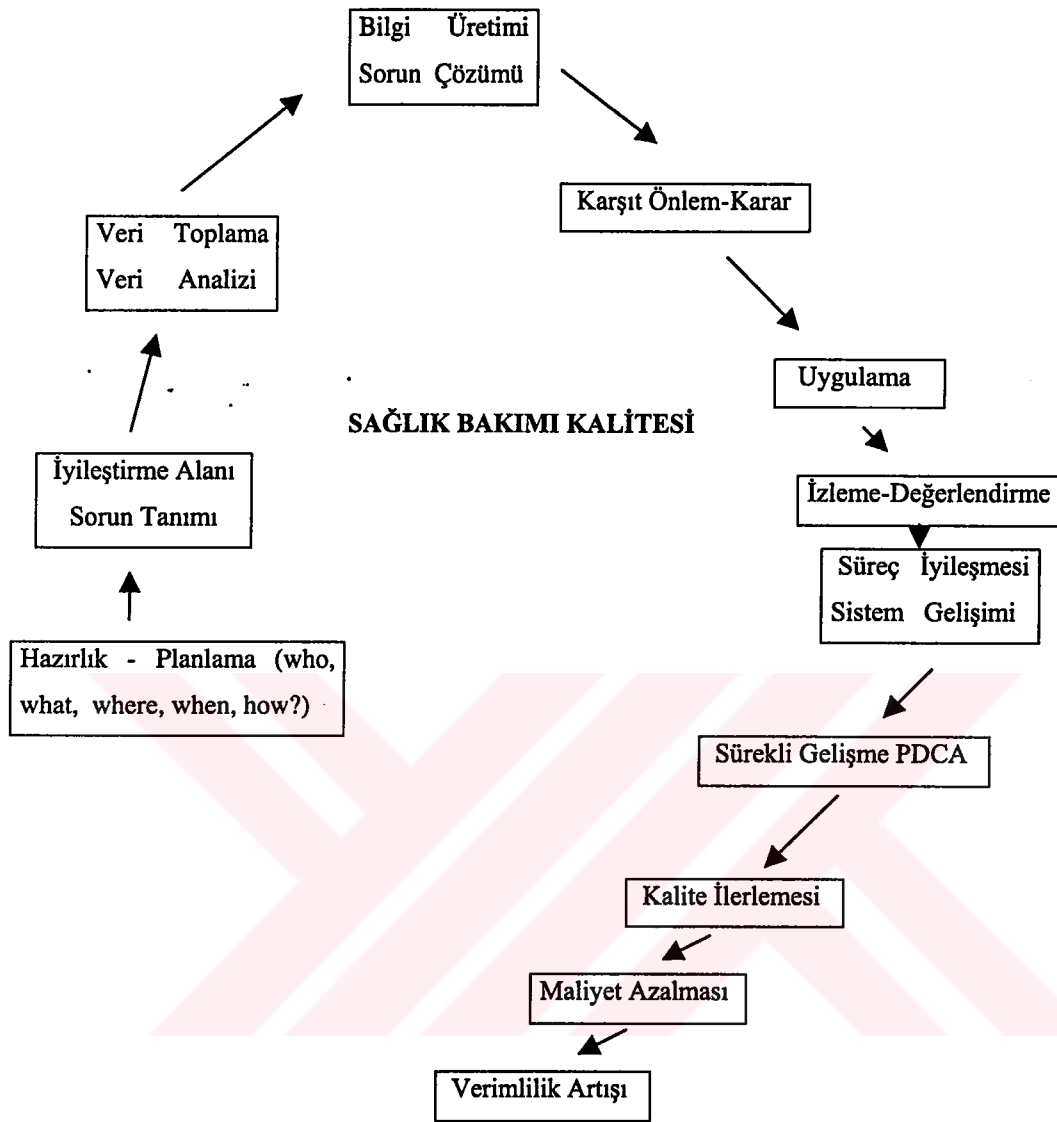 Bilgi Üretimi
Sorun Çözümü
Karşıt Önlem-Karar
Veri Toplama
Veri Analizi
Uygulama
SAĞLIK BAKIMI KALİTESİ
İyileştirme Alanı
Sorun Tanımı
İzleme-Değerlendirme
Süreç İyileşmesi
Sistem Gelişimi
Hazırlık - Planlama (who,
what, where, when, how?)
Sürekli Gelişme PDCA
Kalite İlerlemesi
Maliyet Azalması
Verimlilik Artışı